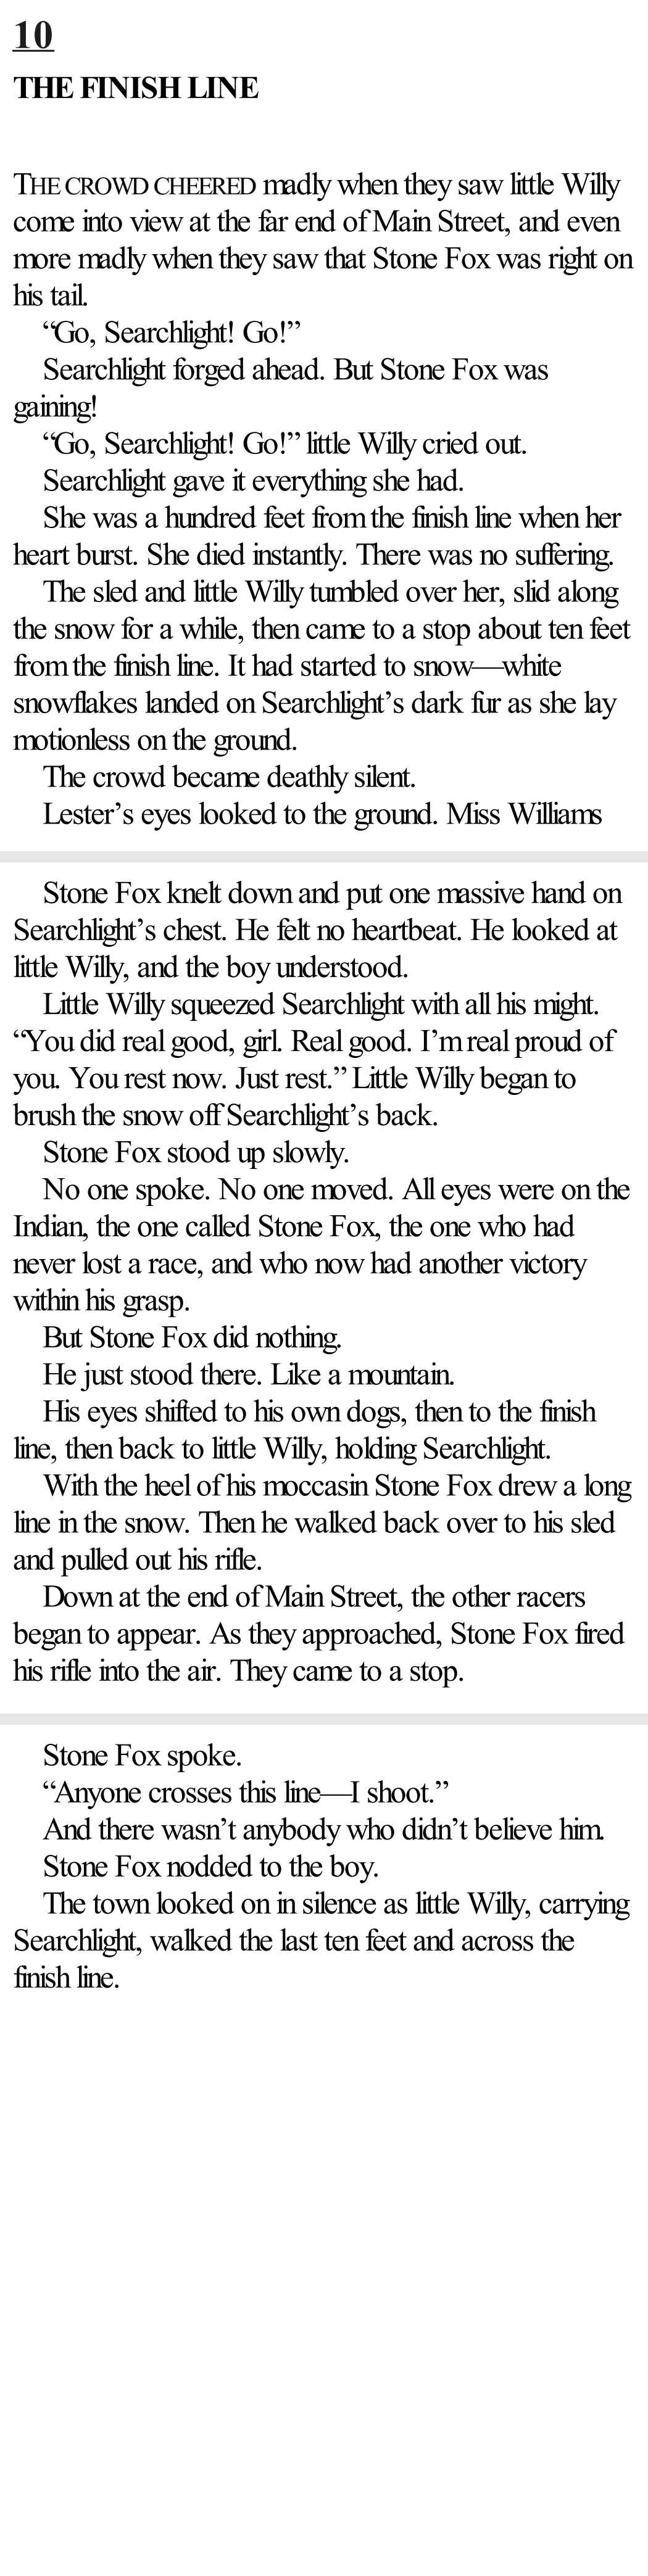 10
THE FINISH LINE
THE CROWD CHEERED madly when they saw little Willy
come into view at the far end of Main Street, and even
more madly when they saw that Stone Fox was right on
his tail.
“Go, Searchlight! Go!”
Searchlight forged ahead. But Stone Fox was
gaining!
“Go, Searchlight! Go!” little Willy cried out.
Searchlight gave it everything she had.
She was a hundred feet from the finish line when her
heart burst. She died instantly. There was no suffering.
The sled and little Willy tumbled over her, slid along
the snow for a while, then came to a stop about ten feet
from the finish line. It had started to snow—white
snowflakes landed on Searchlight’s dark fur as she lay
motionless on the ground.
The crowd became deathly silent.
Lester’s eyes looked to the ground. Miss Williams
Stone Fox knelt down and put one massive hand on
Searchlight’s chest. He felt no heartbeat. He looked at
little Willy, and the boy understood.
Little Willy squeezed Searchlight with all his might.
“You did real good, girl. Real good. I’m real proud of
you. You rest now. Just rest.” Little Willy began to
brush the snow off Searchlight’s back.
Stone Fox stood up slowly.
No one spoke. No one moved. All eyes were on the
Indian, the one called Stone Fox, the one who had
never lost a race, and who now had another victory
within his grasp.
But Stone Fox did nothing.
He just stood there. Like a mountain.
His eyes shifted to his own dogs, then to the finish
line, then back to little Willy, holding Searchlight.
With the heel of his moccasin Stone Fox drew a long
line in the snow. Then he walked back over to his sled
and pulled out his rifle.
Down at the end of Main Street, the other racers
began to appear. As they approached, Stone Fox fired
his rifle into the air. They came to a stop.
Stone Fox spoke.
“Anyone crosses this line—I shoot.”
And there wasn’t anybody who didn’t believe him.
Stone Fox nodded to the boy.
The town looked on in silence as little Willy, carrying
Searchlight, walked the last ten feet and across the
finish line.